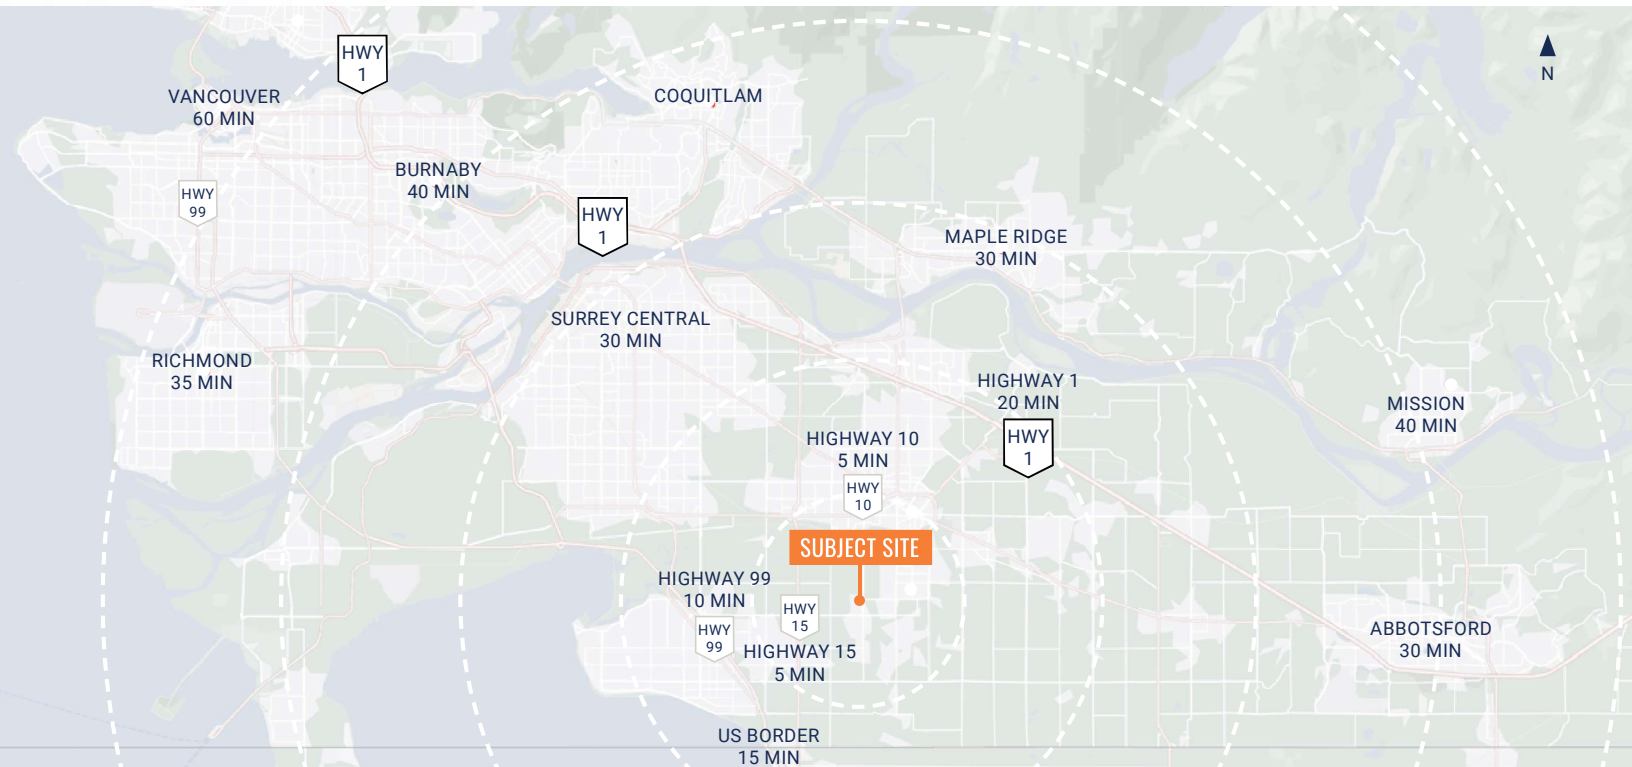 HWY
1
N
VANCOUVER
60 MIN
COQUITLAM
BURNABY
40 MIN
HWY
99
HWY
1
MAPLE RIDGE
30 MIN
SURREY CENTRAL
30 MIN
RICHMOND
35 MIN
HIGHWAY 1
20 MIN
HWY
1
MISSION
40 MIN
HIGHWAY 10
5 MIN
HWY
10
SUBJECT SITE
HIGHWAY 99
10 MIN
HWY
99
HWY
15
HIGHWAY 15
5 MIN
ABBOTSFORD
30 MIN
US BORDER
15 MIN